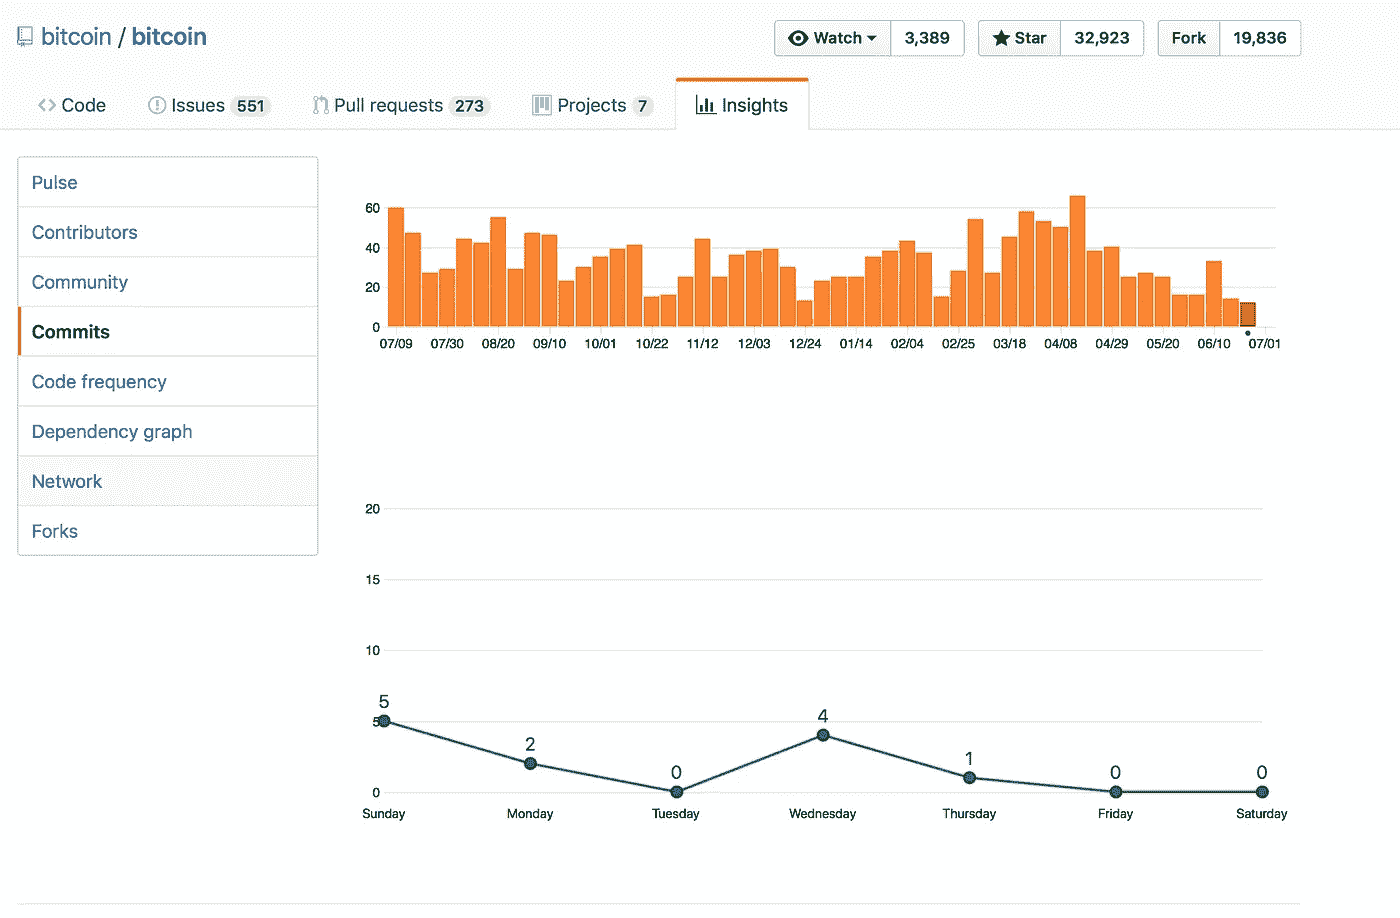 bitcoin / bitcoin
Watch 3,389 Star 32,923 Fork 19,836
Code Issues 551 Pull requests 273 Projects 7 Insights
Pulse
Contributors
Community
Commits
Code frequency
Dependency graph
Network
Forks
60
40
20
0
07/09 07/30 08/20 09/10 10/01 10/22 11/12 12/03 12/24 01/14 02/04 02/25 03/18 04/08 04/29 05/20 06/10 07/01
20
15
10
5
0
5 2 0 4 1 0 0
Sunday Monday Tuesday Wednesday Thursday Friday Saturday